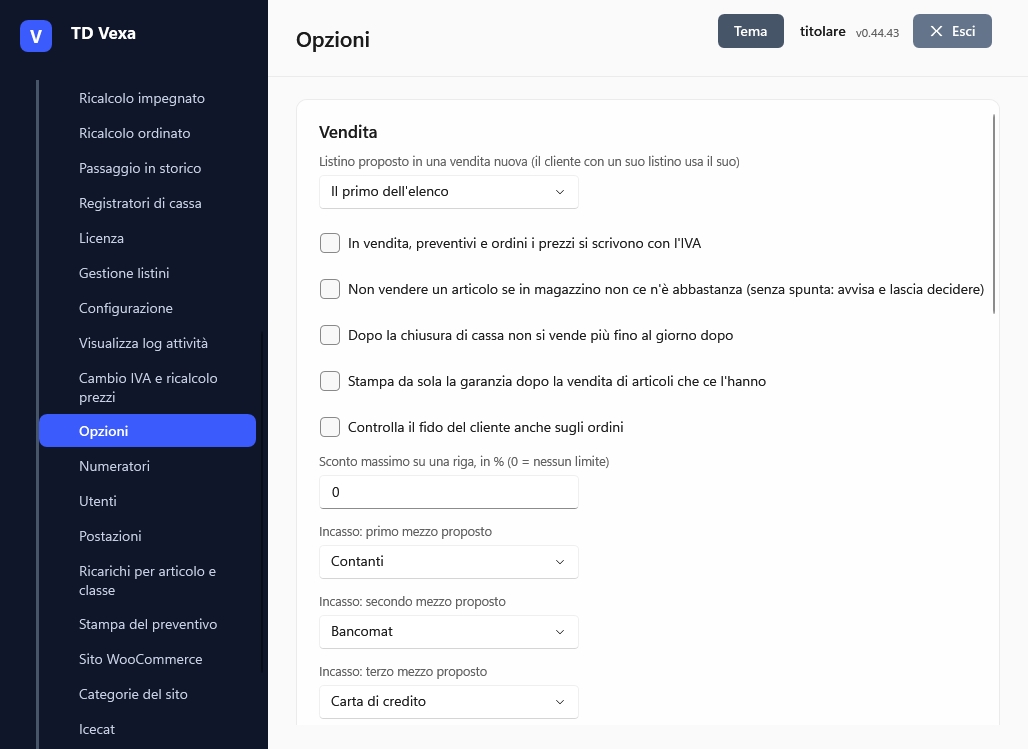 V
TD Vexa
Ricalcolo impegnato
Ricalcolo ordinato
Passaggio in storico
Registratori di cassa
Licenza
Gestione listini
Configurazione
Visualizza log attività
Cambio IVA e ricalcolo
prezzi
Opzioni
Numeratori
Utenti
Postazioni
Ricarichi per articolo e
classe
Stampa del preventivo
Sito WooCommerce
Categorie del sito
Icecat
Opzioni
Tema
titolare
v0.44.43
Esci
Vendita
Listino proposto in una vendita nuova (il cliente con un suo listino usa il suo)
Il primo dell'elenco
In vendita, preventivi e ordini i prezzi si scrivono con l'IVA
Non vendere un articolo se in magazzino non ce n'è abbastanza (senza spunta: avvisa e lascia decidere)
Dopo la chiusura di cassa non si vende più fino al giorno dopo
Stampa da sola la garanzia dopo la vendita di articoli che ce l'hanno
Controlla il fido del cliente anche sugli ordini
Sconto massimo su una riga, in % (0 = nessun limite)
0
Incasso: primo mezzo proposto
Contanti
Incasso: secondo mezzo proposto
Bancomat
Incasso: terzo mezzo proposto
Carta di credito